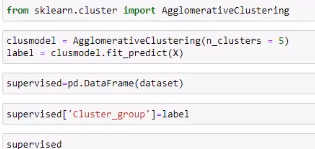 from sklearn.cluster import AgglomerativeClustering
clusmodel = AgglomerativeClustering(n_clusters = 5)
label = clusmodel.fit_predict(X)
supervised=pd.DataFrame(dataset)
supervised['Cluster_group']=label
supervised